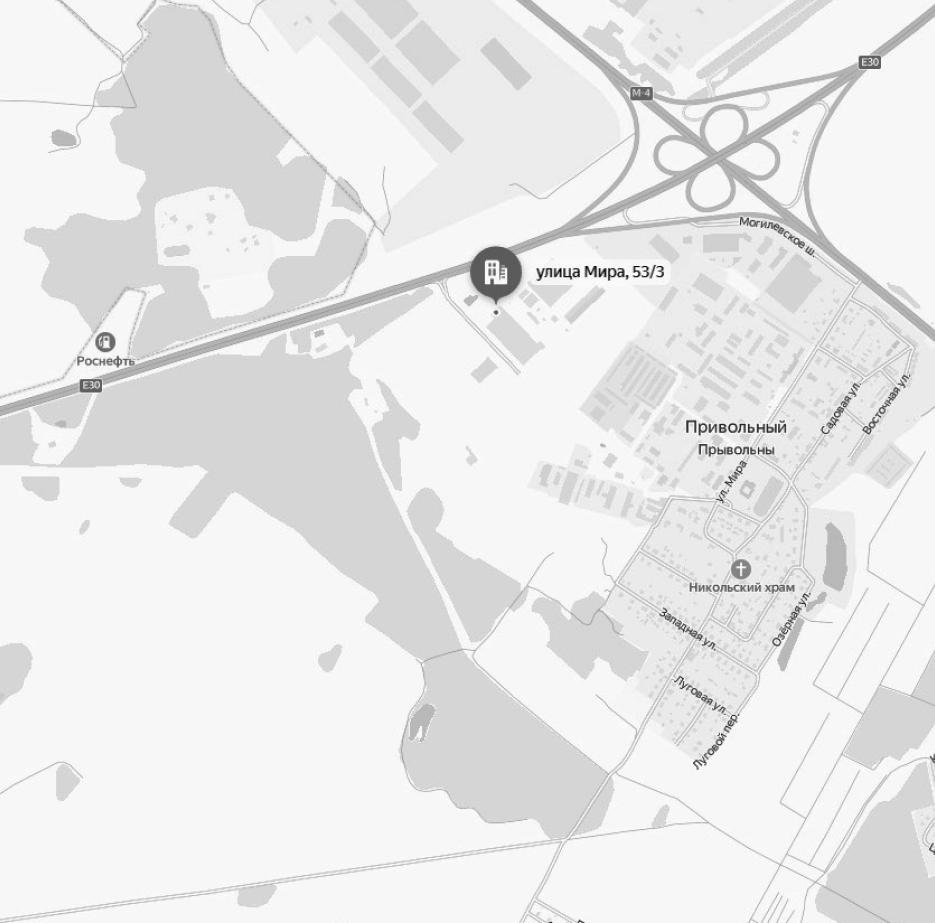 E30
М-4
Могилевское ш.
улица Мира, 53/3
Роснефть
E30
Садовая ул.
Восточная ул.
Привольный
Прывольны
ул. Мира
Никольский храм
Озёрная ул.
Западная ул.
Луговая ул.
Луговой пер.